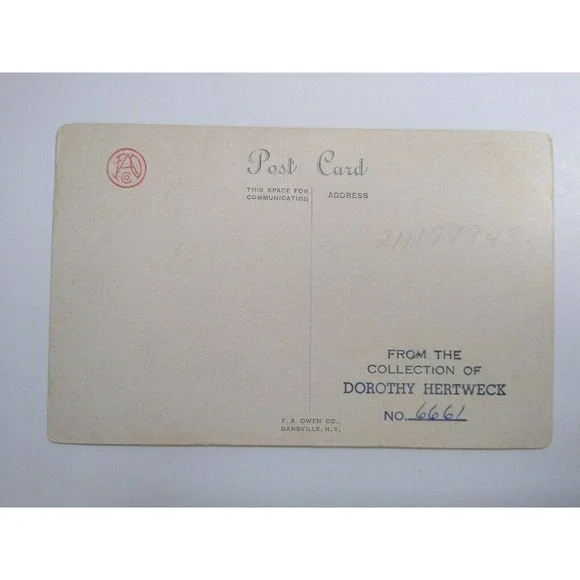 Post Card
THIS SPACE FOR
COMMUNICATION
ADDRESS
FROM THE
COLLECTION OF
DOROTHY HERTWECK
NO. 6661
F. A. OWEN CO.,
DANSVILLE, N. Y.